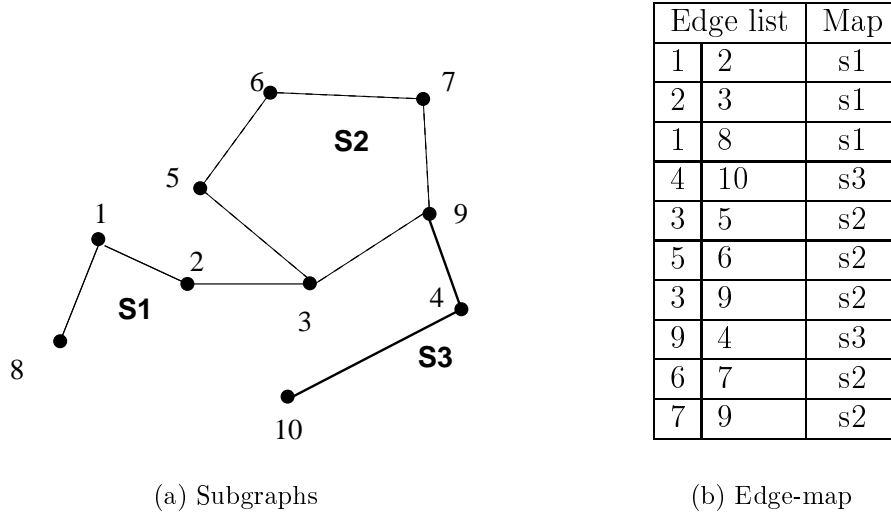 6
7
S2
5
9
1
2
4
S1
3
S3
8
10
(a) Subgraphs
Edge list Map
1 2 s1
2 3 s1
1 8 s1
4 10 s3
3 5 s2
5 6 s2
3 9 s2
9 4 s3
6 7 s2
7 9 s2
(b) Edge-map